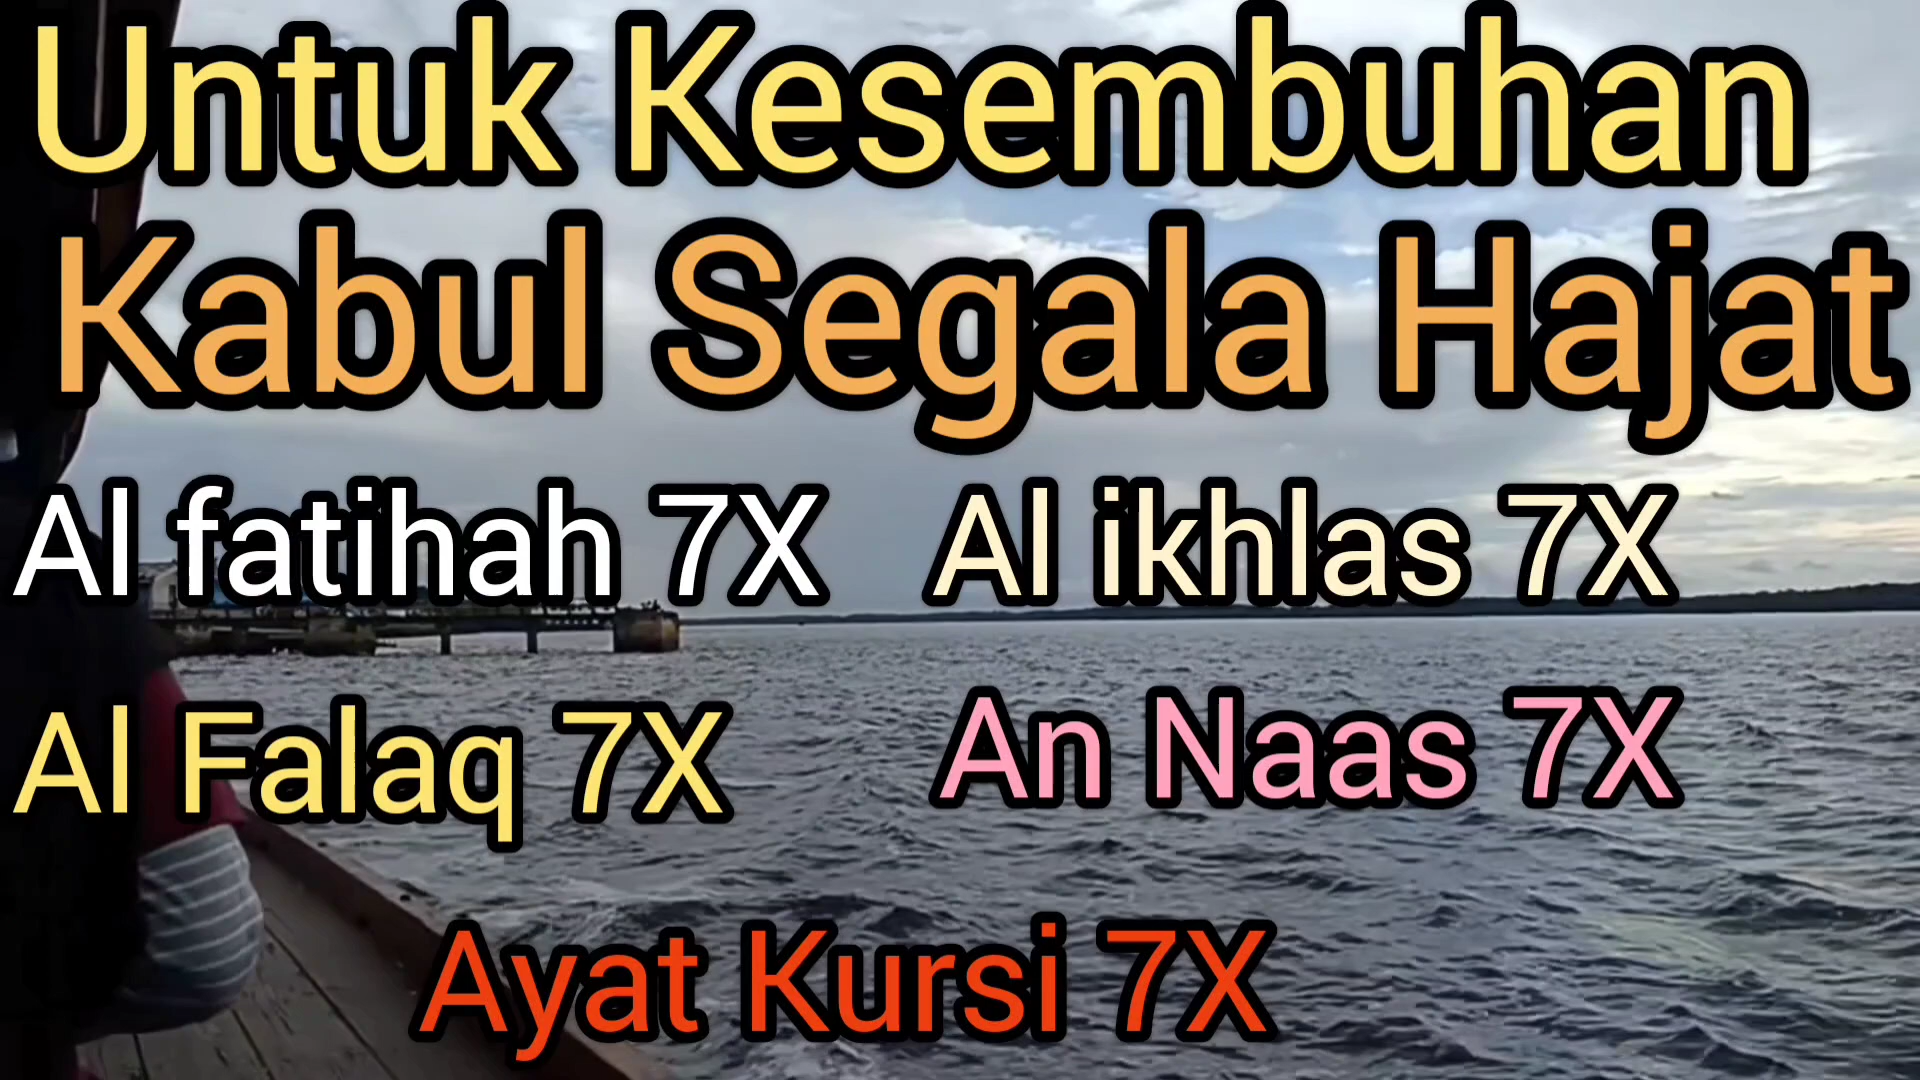 Untuk Kesembuhan
Kabul Segala Hajat
Al fatihah 7X
Al ikhlas 7X
Al Falaq 7X
An Naas 7X
Ayat Kursi 7X